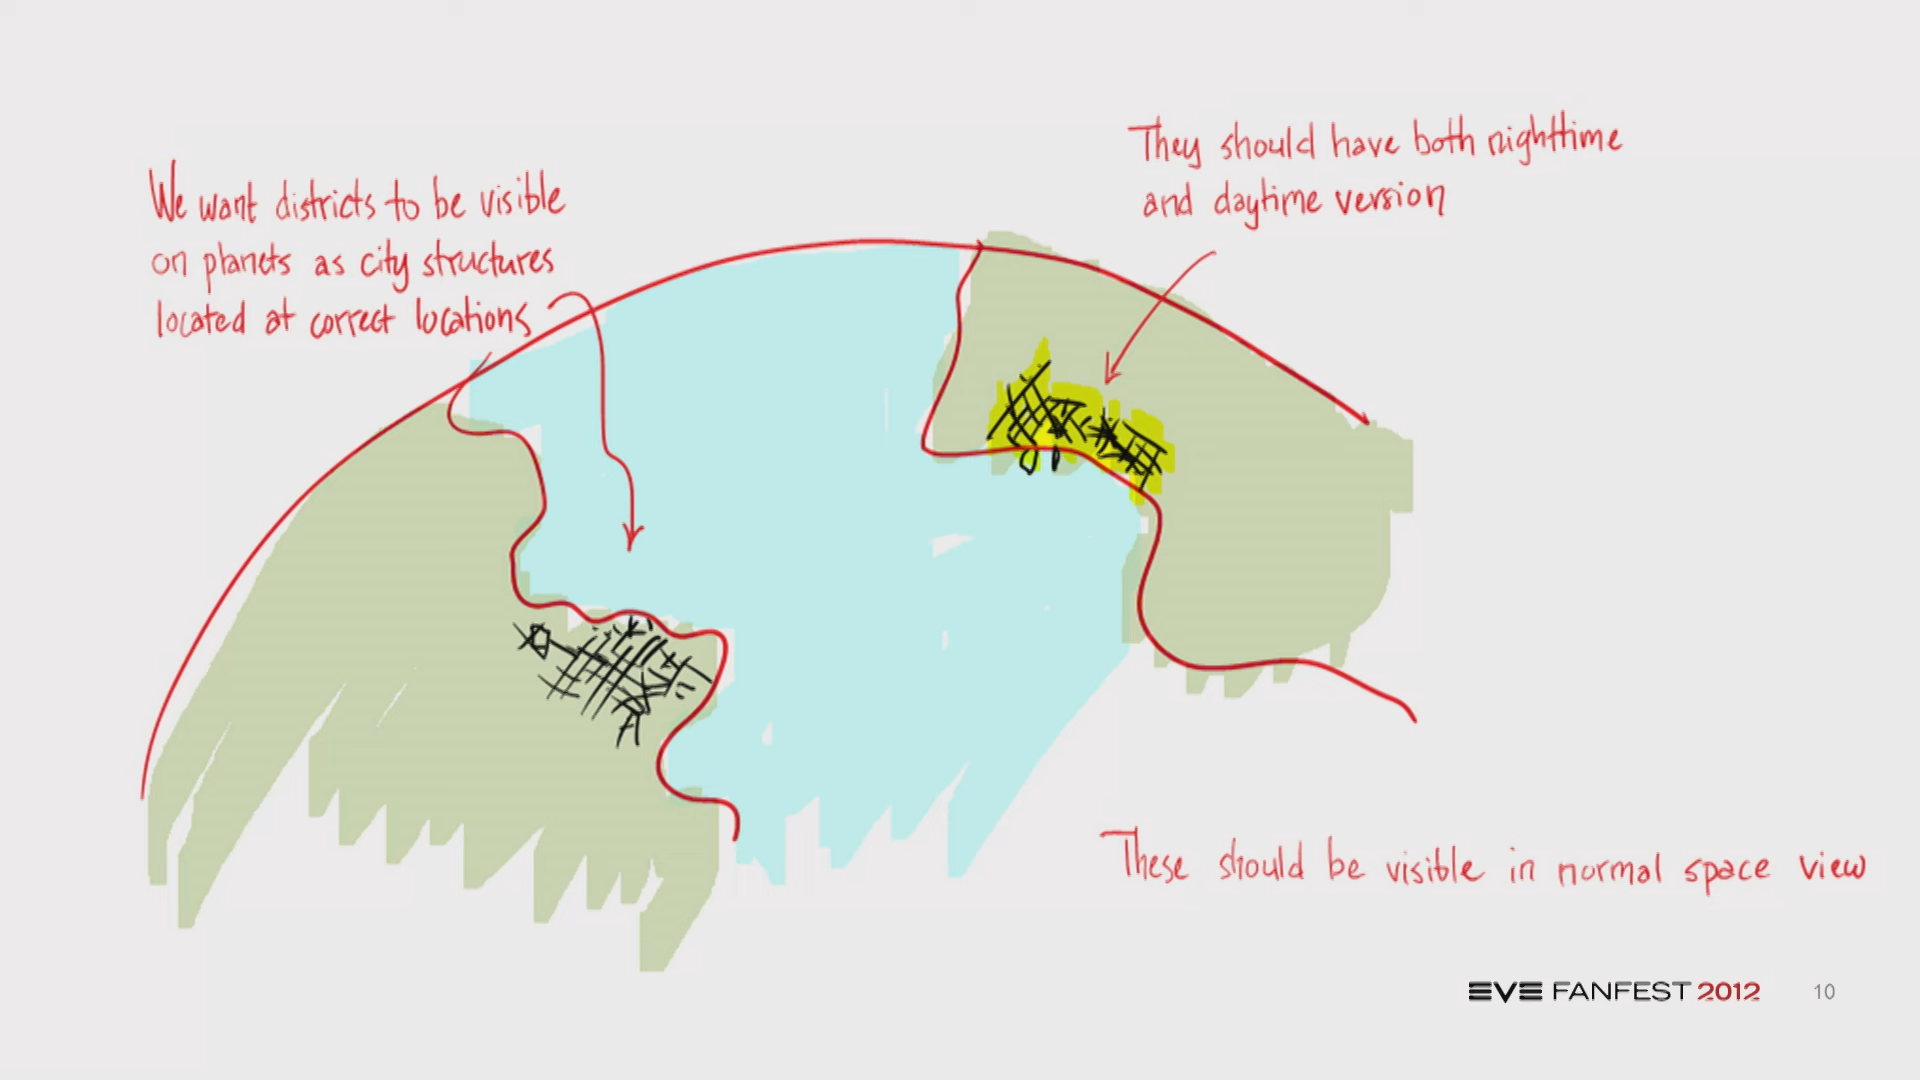 We want districts to be visible
on planets as city structures
located at correct locations
They should have both nighttime
and daytime version
These should be visible in normal space view
EVE FANFEST 2012
10